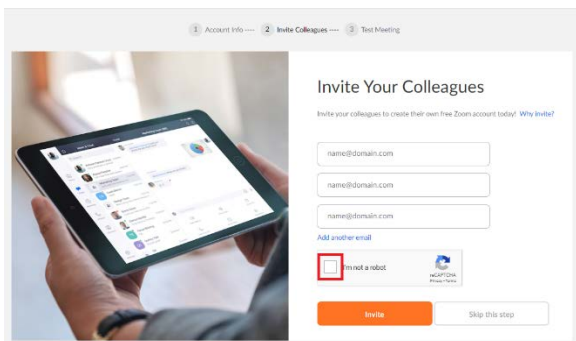 1 Account Info ---- 2 Invite Colleagues ---- 3 Test Meeting
Invite Your Colleagues
Invite your colleagues to create their own free Zoom account today! Why invite?
name@domain.com
name@domain.com
name@domain.com
Add another email
I'm not a robot
reCAPTCHA
Privacy - Terms
Invite
Skip this step